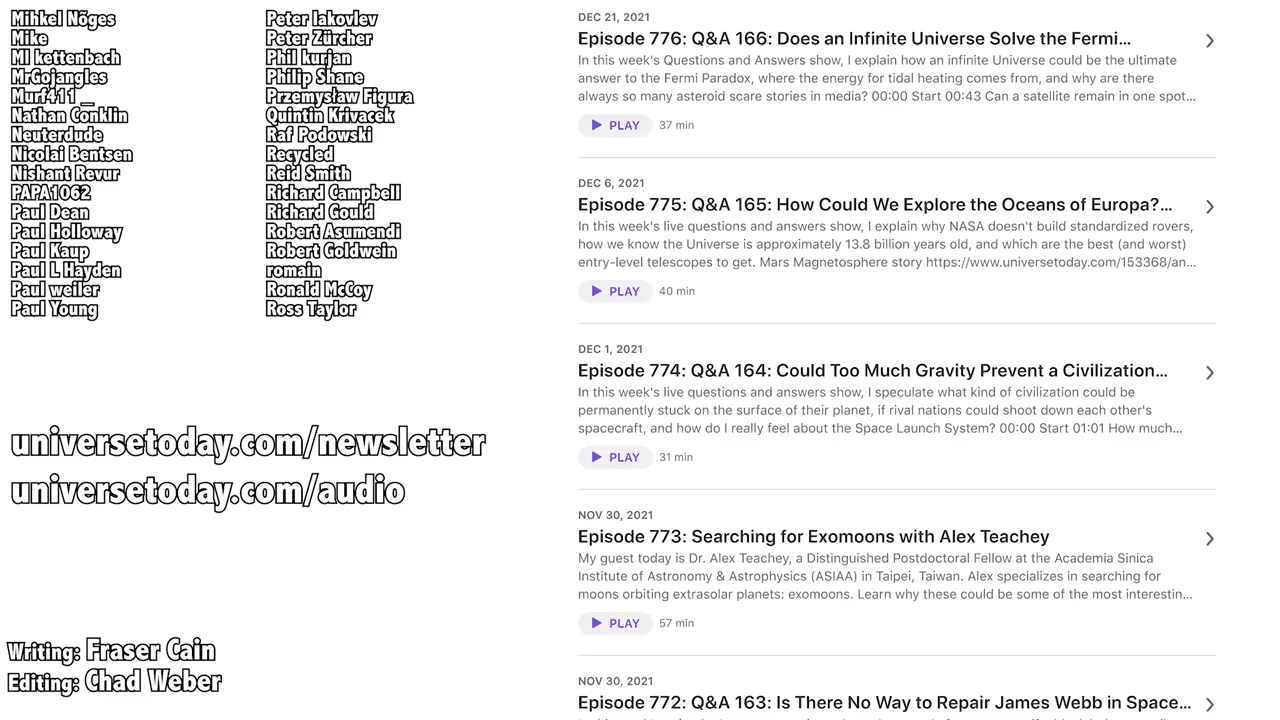 Mihkel Nõges
Mike
Ml kettenbach
MrGojangles
Murf411 _
Nathan Conklin
Neuterdude
Nicolai Bentsen
Nishant Revur
PAPA1062
Paul Dean
Paul Holloway
Paul Kaup
Paul L Hayden
Paul weiler
Paul Young
Peter Iakovlev
Peter Zürcher
Phil kurjan
Philip Shane
Przemysław Figura
Quintin Krivacek
Raf Podowski
Recycled
Reid Smith
Richard Campbell
Richard Gould
Robert Asumendi
Robert Goldwein
romain
Ronald McCoy
Ross Taylor
universetoday.com/newsletter
universetoday.com/audio
Writing: Fraser Cain
Editing: Chad Weber
DEC 21, 2021
Episode 776: Q&A 166: Does an Infinite Universe Solve the Fermi...
In this week's Questions and Answers show, I explain how an infinite Universe could be the ultimate
answer to the Fermi Paradox, where the energy for tidal heating comes from, and why are there
always so many asteroid scare stories in media? 00:00 Start 00:43 Can a satellite remain in one spot...
PLAY 37 min
DEC 6, 2021
Episode 775: Q&A 165: How Could We Explore the Oceans of Europa?...
In this week's live questions and answers show, I explain why NASA doesn't build standardized rovers,
how we know the Universe is approximately 13.8 billion years old, and which are the best (and worst)
entry-level telescopes to get. Mars Magnetosphere story https://www.universetoday.com/153368/an...
PLAY 40 min
DEC 1, 2021
Episode 774: Q&A 164: Could Too Much Gravity Prevent a Civilization...
In this week's live questions and answers show, I speculate what kind of civilization could be
permanently stuck on the surface of their planet, if rival nations could shoot down each other's
spacecraft, and how do I really feel about the Space Launch System? 00:00 Start 01:01 How much...
PLAY 31 min
NOV 30, 2021
Episode 773: Searching for Exomoons with Alex Teachey
My guest today is Dr. Alex Teachey, a Distinguished Postdoctoral Fellow at the Academia Sinica
Institute of Astronomy & Astrophysics (ASIAA) in Taipei, Taiwan. Alex specializes in searching for
moons orbiting extrasolar planets: exomoons. Learn why these could be some of the most interestin...
PLAY 57 min
NOV 30, 2021
Episode 772: Q&A 163: Is There No Way to Repair James Webb in Space...